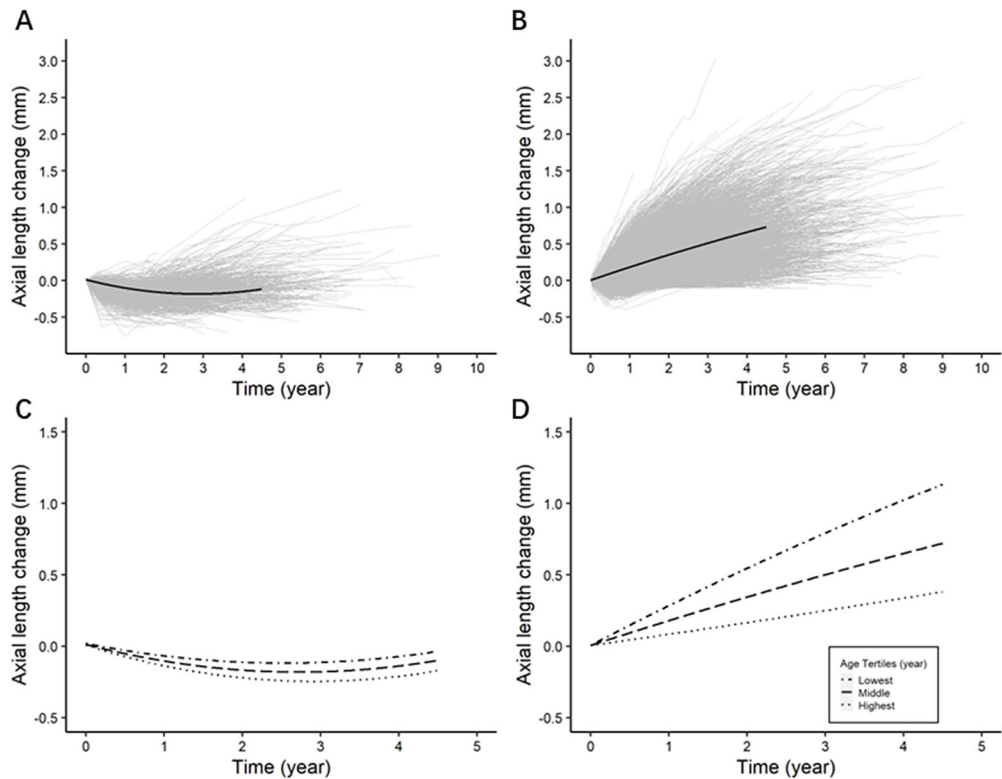 A
Axial length change (mm)
3.0
2.5
2.0
1.5
1.0
0.5
0.0
-0.5
0 1 2 3 4 5 6 7 8 9 10
Time (year)
B
Axial length change (mm)
3.0
2.5
2.0
1.5
1.0
0.5
0.0
-0.5
0 1 2 3 4 5 6 7 8 9 10
Time (year)
C
Axial length change (mm)
1.5
1.0
0.5
0.0
-0.5
0 1 2 3 4 5
Time (year)
D
Axial length change (mm)
1.5
1.0
0.5
0.0
-0.5
0 1 2 3 4 5
Time (year)
Age Tertiles (year)
Lowest
Middle
Highest